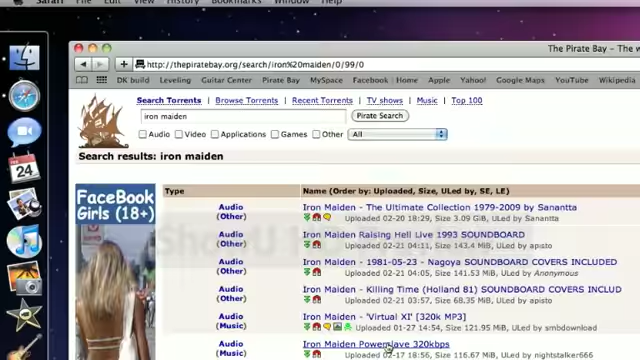 Safari File Edit View History Bookmarks Window Help
The Pirate Bay - The w
http://thepiratebay.org/search/iron%20maiden/0/99/0
DK build Leveling Guitar Center Pirate Bay MySpace Facebook | Home Apple Yahoo! Google Maps YouTube Wikipedia
Search Torrents | Browse Torrents | Recent Torrents | TV shows | Music | Top 100
iron maiden Pirate Search
Audio Video Applications Games Other All
Search results: iron maiden
FaceBook
Girls (18+)
24
Type Name (Order by: Uploaded, Size, ULed by, SE, LE)
Audio
(Other)
Iron Maiden - The Ultimate Collection 1979-2009 by Sanantta
Uploaded 02-20 18:29, Size 3.09 GiB, ULed by Sanantta
Audio
(Other)
Iron Maiden Raising Hell Live 1993 SOUNDBOARD
Uploaded 02-21 04:11, Size 143.4 MiB, ULed by apisto
Audio
(Other)
Iron Maiden - 1981-05-23 - Nagoya SOUNDBOARD COVERS INCLUDED
Uploaded 02-21 04:05, Size 141.53 MiB, ULed by Anonymous
Audio
(Other)
Iron Maiden - Killing Time (Holland 81) SOUNDBOARD COVERS INCLUD
Uploaded 02-21 03:57, Size 68.35 MiB, ULed by apisto
Audio
(Music)
Iron Maiden - 'Virtual XI' [320k MP3]
Uploaded 01-27 14:54, Size 121.95 MiB, ULed by smbdownload
Audio
(Music)
Iron Maiden Powerslave 320kbps
Uploaded 02-17 18:56, Size 116.67 MiB, ULed by nightstalker666